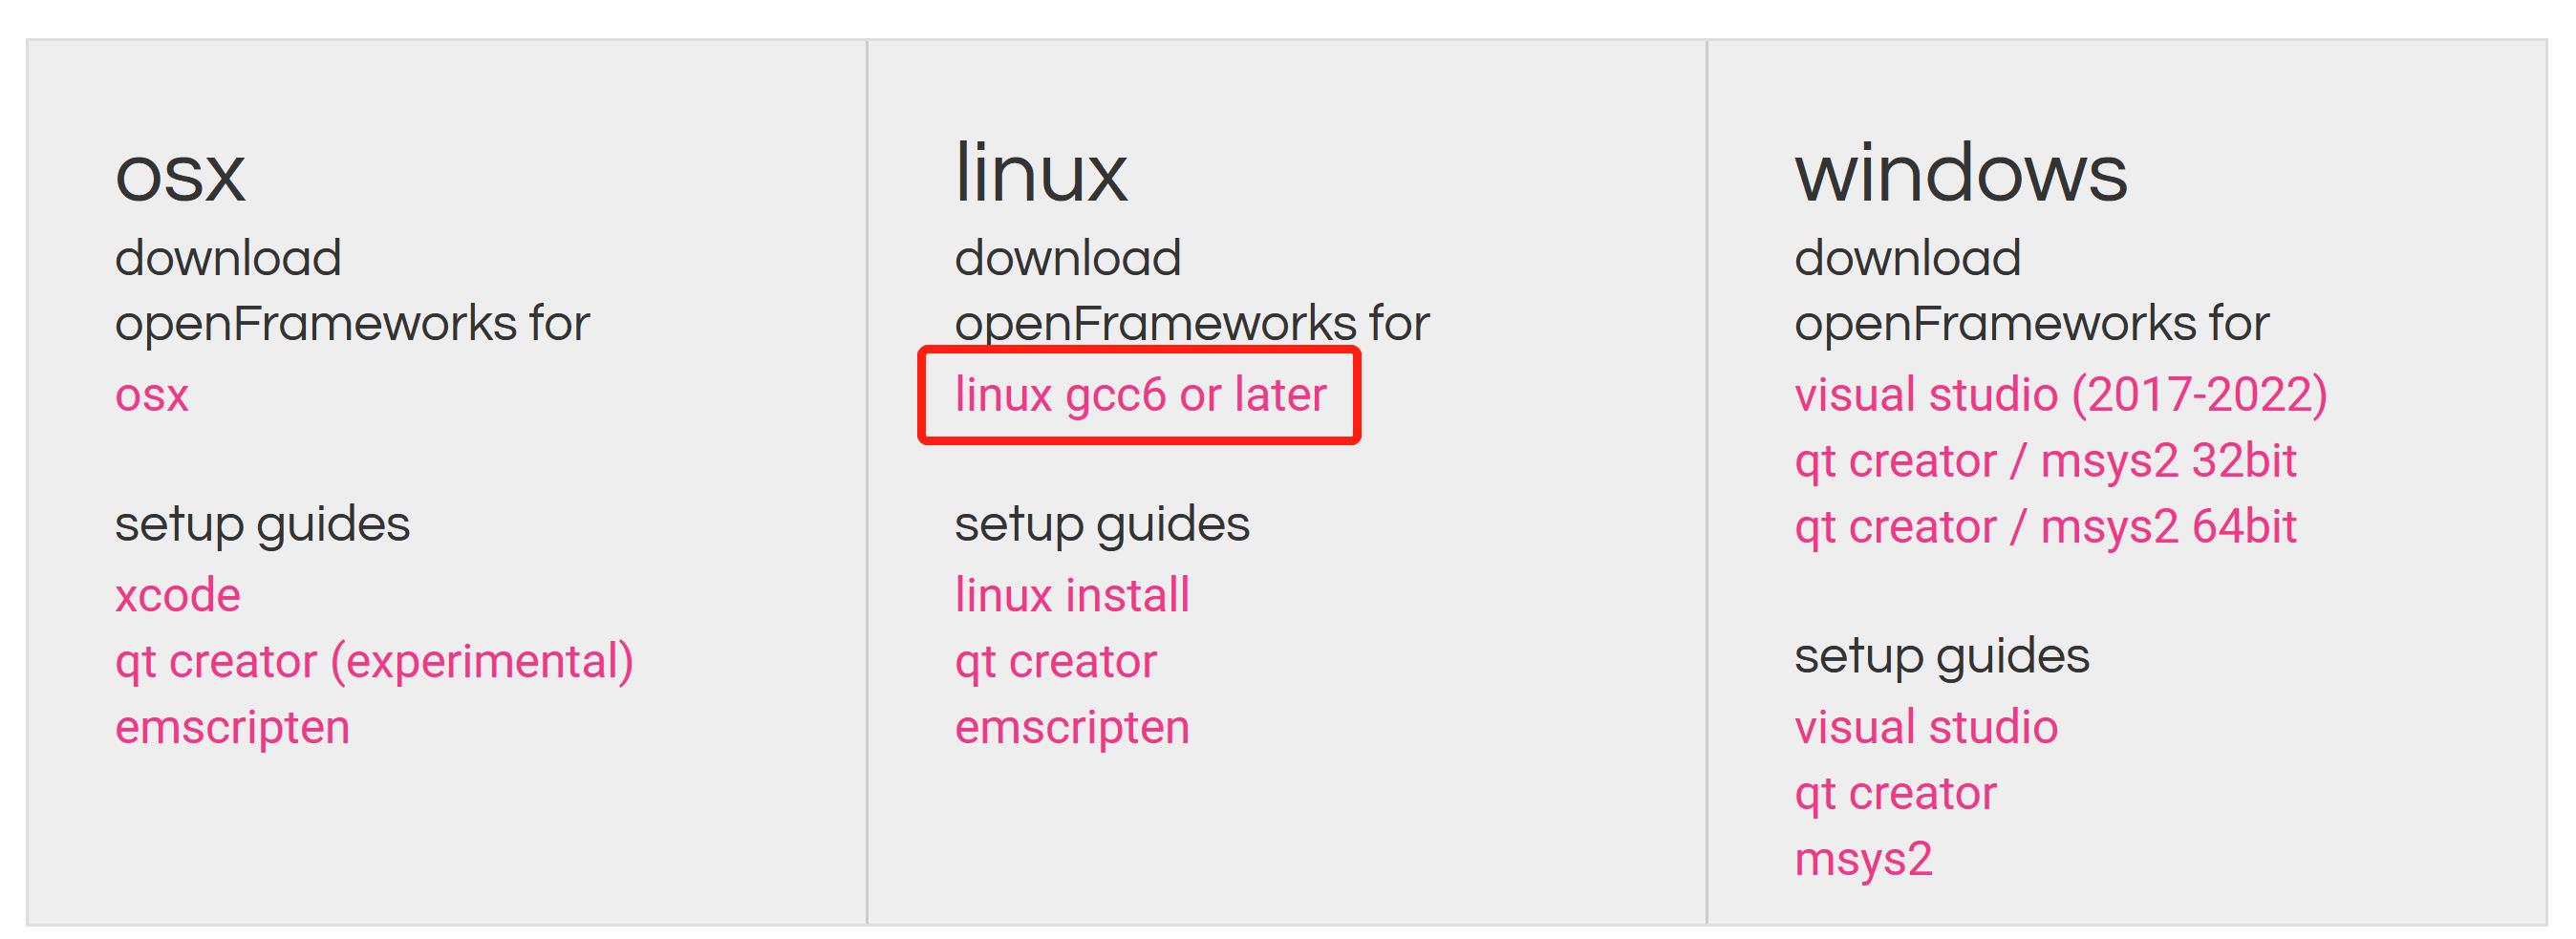 osx
download
openFrameworks for
osx
setup guides
xcode
qt creator (experimental)
emscripten
linux
download
openFrameworks for
linux gcc6 or later
setup guides
linux install
qt creator
emscripten
windows
download
openFrameworks for
visual studio (2017-2022)
qt creator / msys2 32bit
qt creator / msys2 64bit
setup guides
visual studio
qt creator
msys2